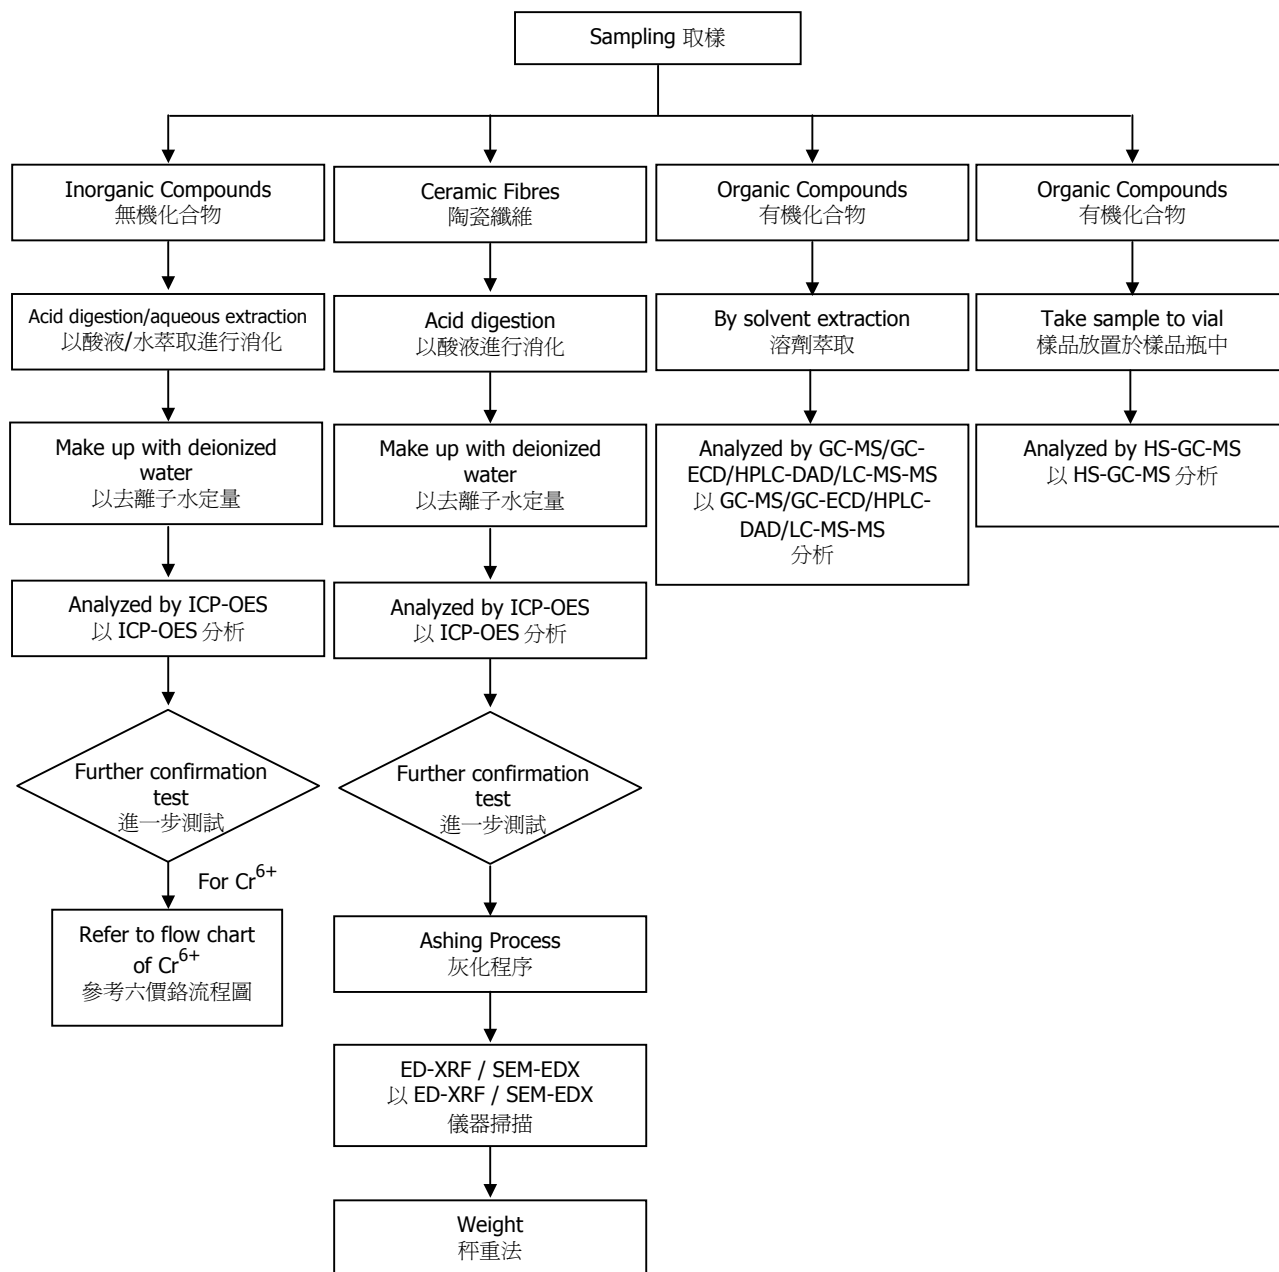 Sampling 取樣
Inorganic Compounds
無機化合物
Ceramic Fibres
陶瓷纖維
Organic Compounds
有機化合物
Organic Compounds
有機化合物
Acid digestion/aqueous extraction
以酸液/水萃取進行消化
Acid digestion
以酸液進行消化
By solvent extraction
溶劑萃取
Take sample to vial
樣品放置於樣品瓶中
Make up with deionized
water
以去離子水定量
Make up with deionized
water
以去離子水定量
Analyzed by GC-MS/GC-
ECD/HPLC-DAD/LC-MS-MS
以 GC-MS/GC-ECD/HPLC-
DAD/LC-MS-MS
分析
Analyzed by HS-GC-MS
以 HS-GC-MS 分析
Analyzed by ICP-OES
以 ICP-OES 分析
Analyzed by ICP-OES
以 ICP-OES 分析
Further confirmation
test
進一步測試
Further confirmation
test
進一步測試
For Cr⁶⁺
Refer to flow chart
of Cr⁶⁺
參考六價鉻流程圖
Ashing Process
灰化程序
ED-XRF / SEM-EDX
以 ED-XRF / SEM-EDX
儀器掃描
Weight
秤重法